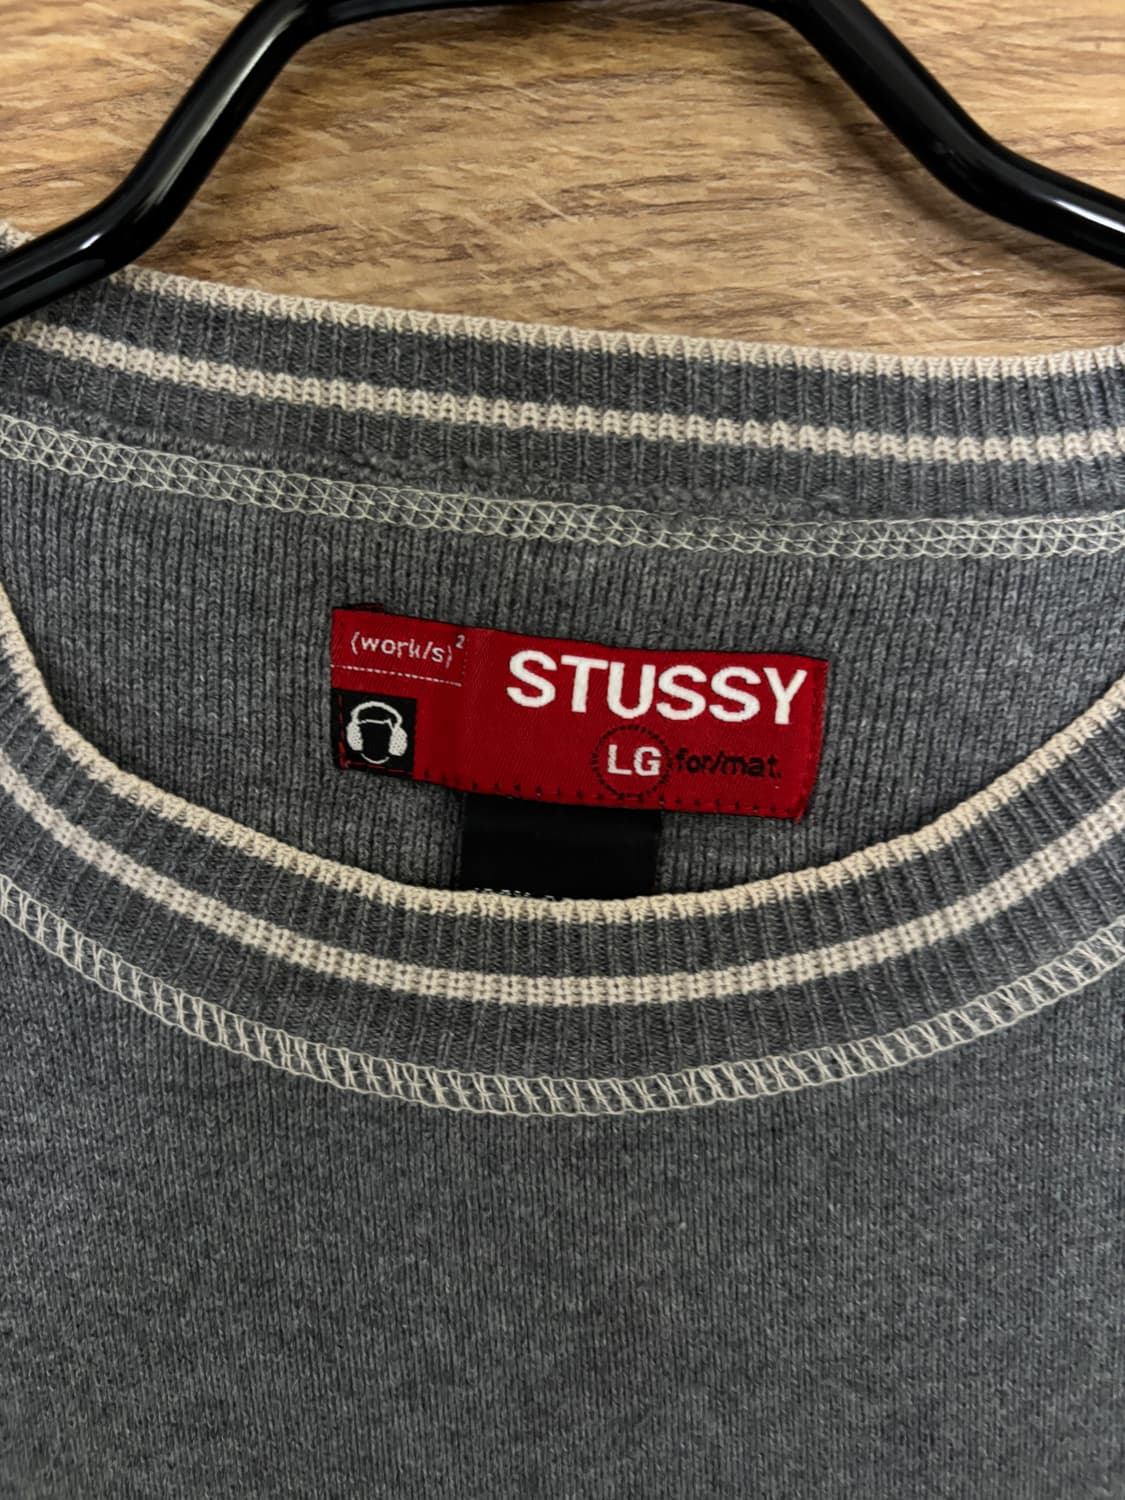 (work/s)²
STUSSY
LG for/mat.